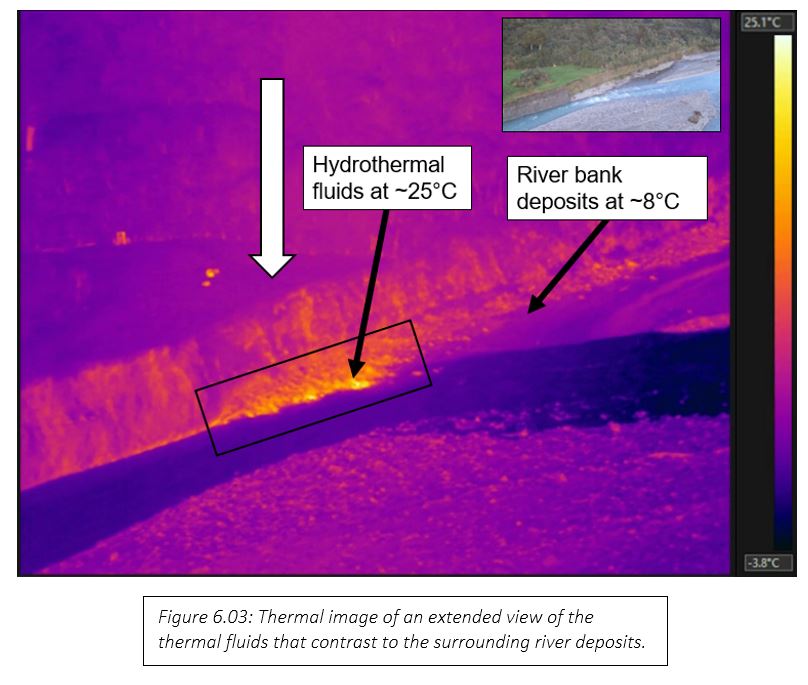 25.1°C
Hydrothermal
fluids at ~25°C
River bank
deposits at ~8°C
-3.8°C
Figure 6.03: Thermal image of an extended view of the
thermal fluids that contrast to the surrounding river deposits.